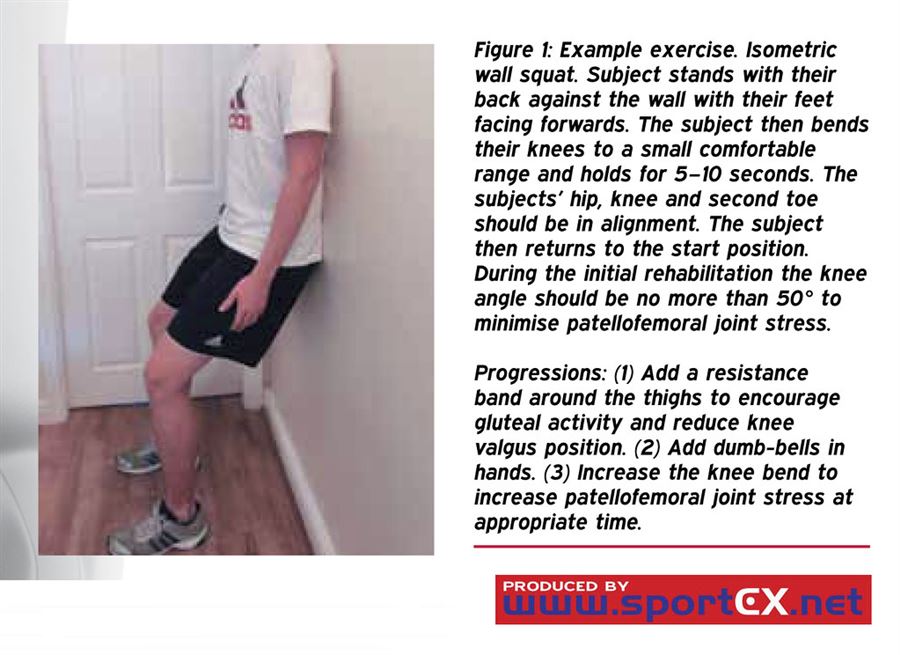 Figure 1: Example exercise. Isometric
wall squat. Subject stands with their
back against the wall with their feet
facing forwards. The subject then bends
their knees to a small comfortable
range and holds for 5–10 seconds. The
subjects' hip, knee and second toe
should be in alignment. The subject
then returns to the start position.
During the initial rehabilitation the knee
angle should be no more than 50° to
minimise patellofemoral joint stress.
Progressions: (1) Add a resistance
band around the thighs to encourage
gluteal activity and reduce knee
valgus position. (2) Add dumb-bells in
hands. (3) Increase the knee bend to
increase patellofemoral joint stress at
appropriate time.
PRODUCED BY
www.sportEX.net